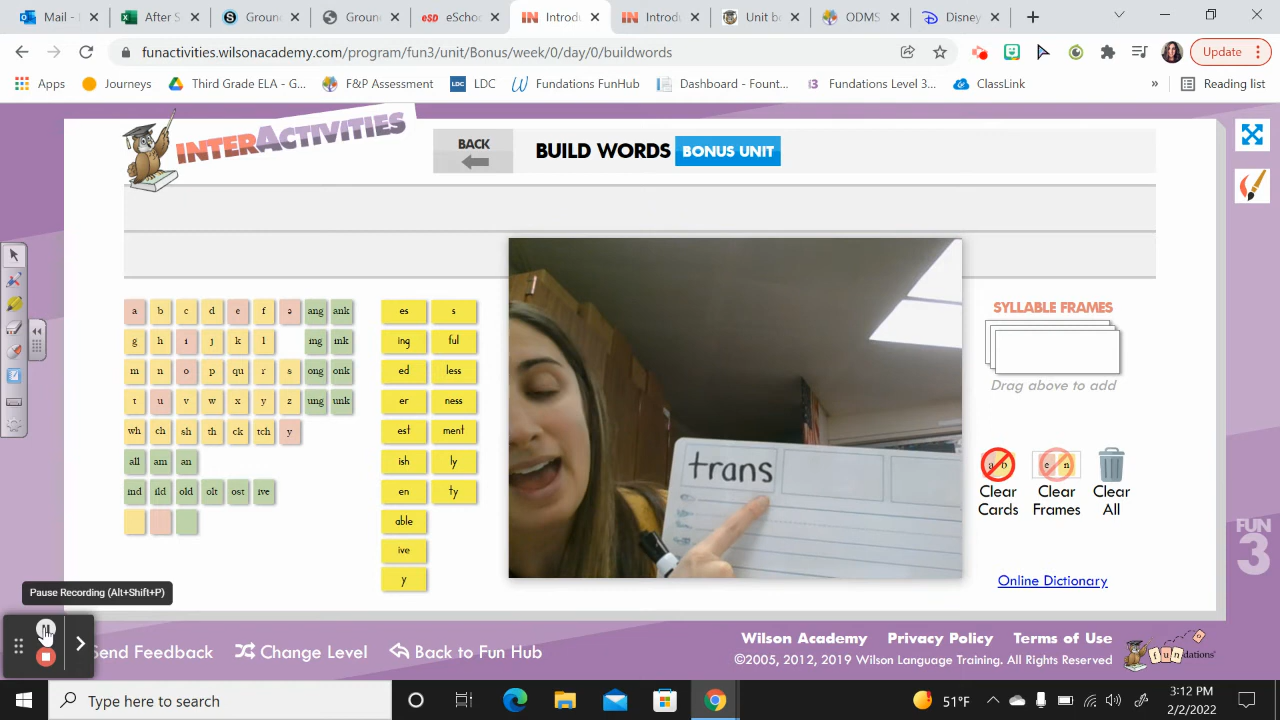 Mail -
After S
Ground
Ground
eScho
Introdu
Introdu
Unit b
ODMS
Disney
funactivities.wilsonacademy.com/program/fun3/unit/Bonus/week/0/day/0/buildwords
Update
Apps
Journeys
Third Grade ELA - G...
F&P Assessment
LDC
Fundations FunHub
Dashboard - Fount...
Fundations Level 3...
ClassLink
»
Reading list
INTERACTIVITIES
BACK
BUILD WORDS BONUS UNIT
a b c d e f ə ang ank
g h i j k l ing ink
m n o p qu r s ong onk
t u v w x y z ung unk
wh ch sh th ck tch y
all am an
ind ild old olt ost ive
es s
ing ful
ed less
er ness
est ment
ish ly
en ty
able
ive
y
trans
SYLLABLE FRAMES
Drag above to add
a b
e n
Clear Cards
Clear Frames
Clear All
Online Dictionary
FUN 3
Pause Recording (Alt+Shift+P)
Send Feedback
Change Level
Back to Fun Hub
Wilson Academy Privacy Policy Terms of Use
©2005, 2012, 2019 Wilson Language Training. All Rights Reserved
fundations®
Type here to search
51°F
3:12 PM
2/2/2022